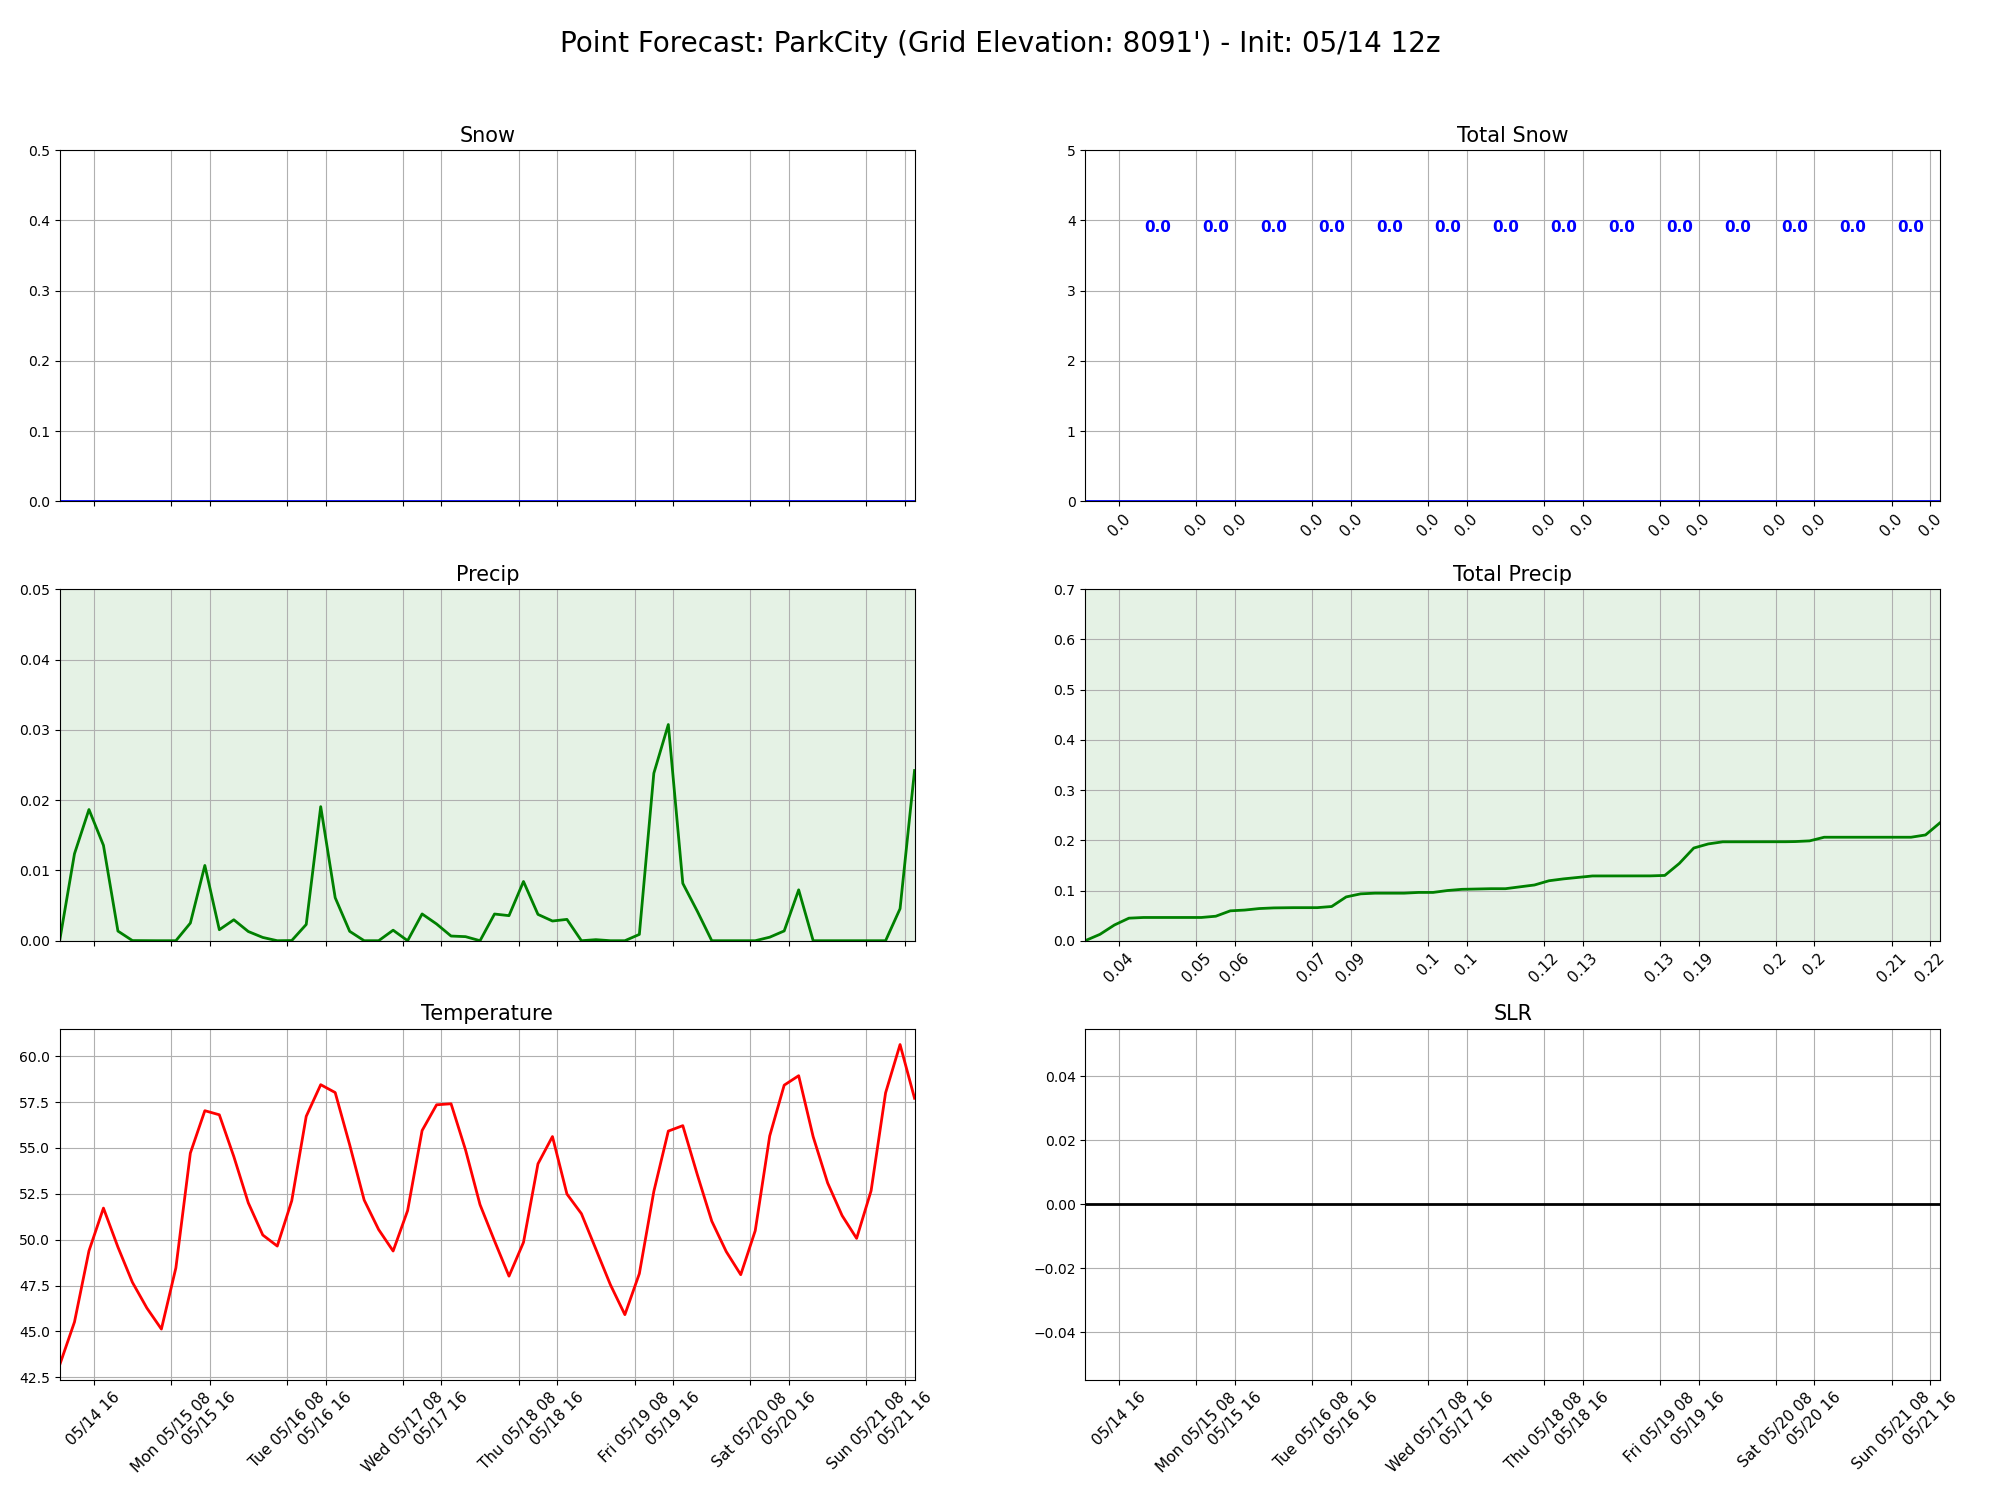 Point Forecast: ParkCity (Grid Elevation: 8091') - Init: 05/14 12z
Snow
0.5
0.4
0.3
0.2
0.1
0.0
Total Snow
5
4
3
2
1
0
0.0 0.0 0.0 0.0 0.0 0.0 0.0 0.0 0.0 0.0 0.0 0.0 0.0 0.0
0.0 0.0 0.0 0.0 0.0 0.0 0.0 0.0 0.0 0.0 0.0 0.0 0.0 0.0 0.0
Precip
0.05
0.04
0.03
0.02
0.01
0.00
Total Precip
0.7
0.6
0.5
0.4
0.3
0.2
0.1
0.0
0.04 0.05 0.06 0.07 0.09 0.1 0.1 0.12 0.13 0.13 0.19 0.2 0.2 0.21 0.22
Temperature
60.0
57.5
55.0
52.5
50.0
47.5
45.0
42.5
05/14 16
Mon 05/15 08
05/15 16
Tue 05/16 08
05/16 16
Wed 05/17 08
05/17 16
Thu 05/18 08
05/18 16
Fri 05/19 08
05/19 16
Sat 05/20 08
05/20 16
Sun 05/21 08
05/21 16
SLR
0.04
0.02
0.00
−0.02
−0.04
05/14 16
Mon 05/15 08
05/15 16
Tue 05/16 08
05/16 16
Wed 05/17 08
05/17 16
Thu 05/18 08
05/18 16
Fri 05/19 08
05/19 16
Sat 05/20 08
05/20 16
Sun 05/21 08
05/21 16